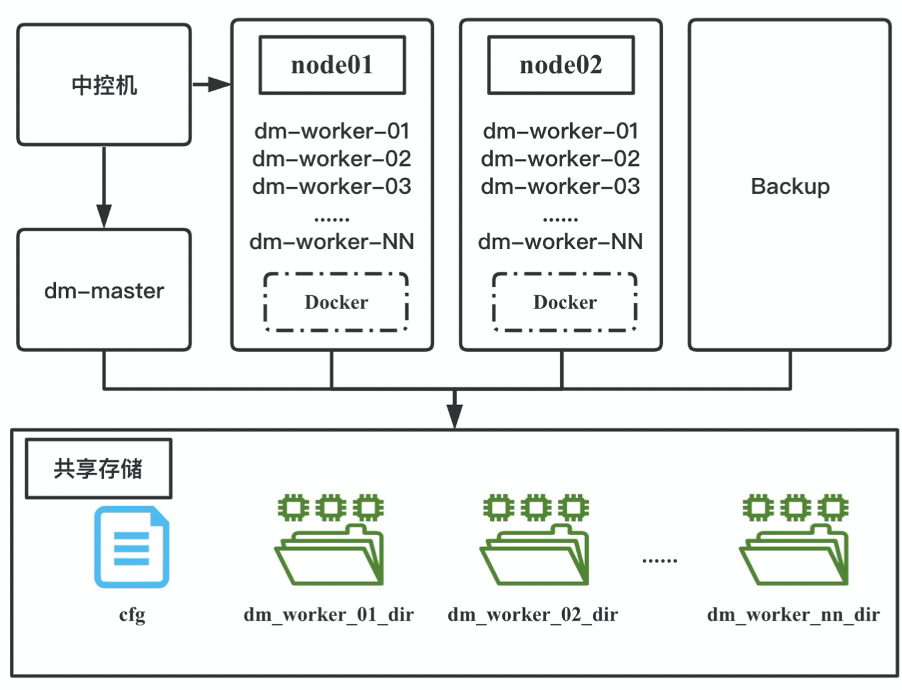 中控机
dm-master
node01
dm-worker-01
dm-worker-02
dm-worker-03
......
dm-worker-NN
Docker
node02
dm-worker-01
dm-worker-02
dm-worker-03
......
dm-worker-NN
Docker
Backup
共享存储
cfg
dm_worker_01_dir
dm_worker_02_dir
......
dm_worker_nn_dir